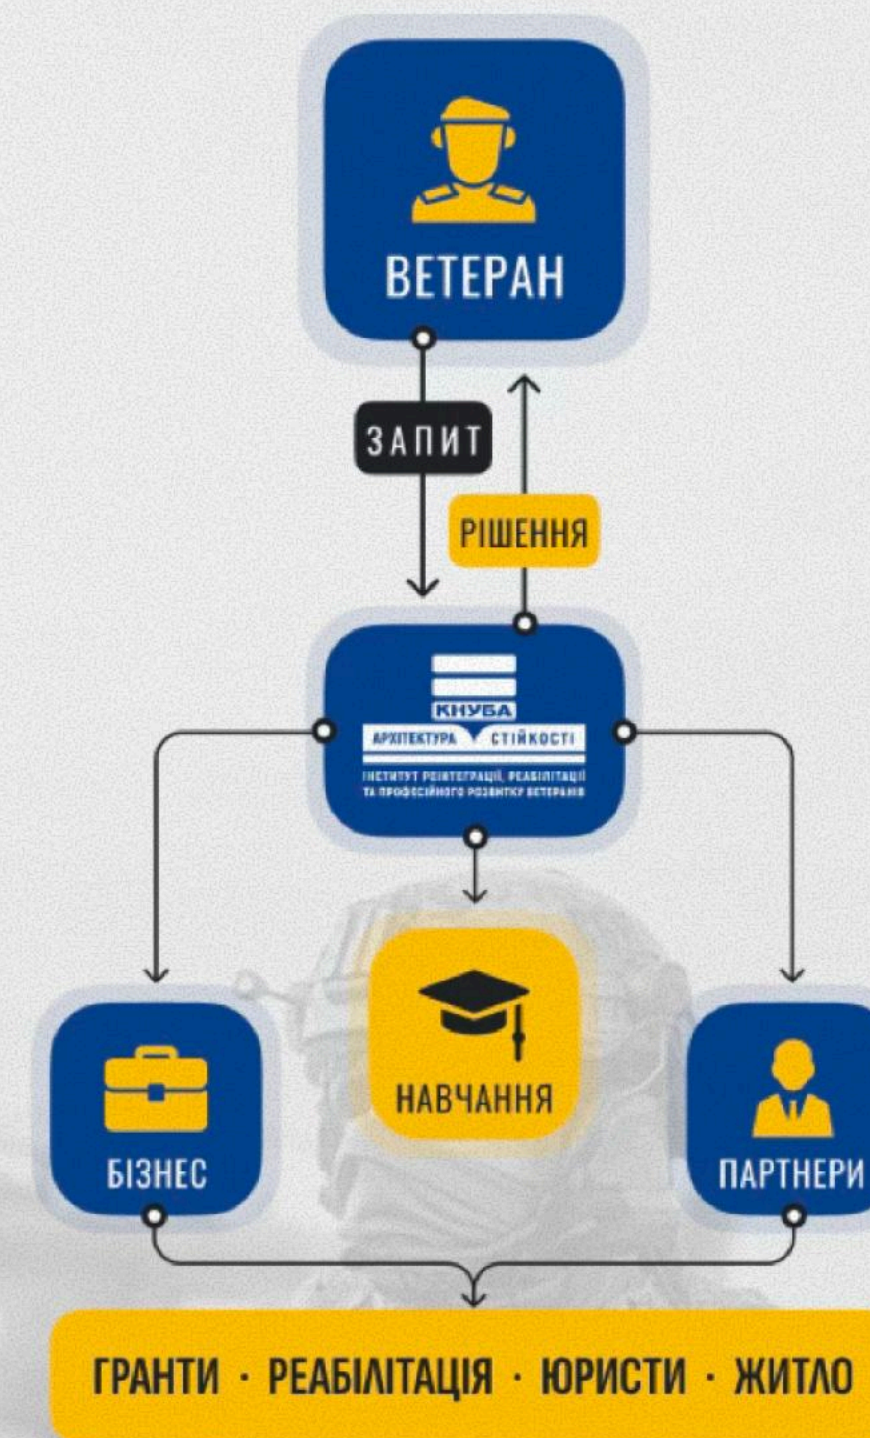 ВЕТЕРАН
ЗАПИТ
РІШЕННЯ
КНУБА
АРХІТЕКТУРА СТІЙКОСТІ
ІНСТИТУТ РЕІНТЕГРАЦІЇ, РЕАБІЛІТАЦІЇ
ТА ПРОФЕСІЙНОГО РОЗВИТКУ ВЕТЕРАНІВ
НАВЧАННЯ
БІЗНЕС
ПАРТНЕРИ
ГРАНТИ · РЕАБІЛІТАЦІЯ · ЮРИСТИ · ЖИТЛО